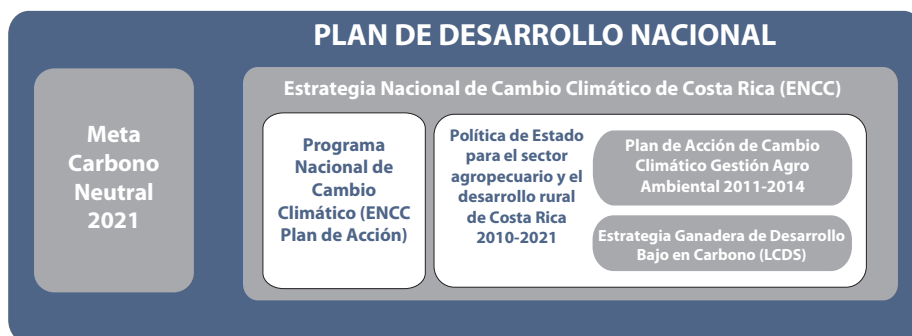 PLAN DE DESARROLLO NACIONAL
Meta
Carbono
Neutral
2021
Estrategia Nacional de Cambio Climático de Costa Rica (ENCC)
Programa
Nacional de
Cambio
Climático (ENCC
Plan de Acción)
Política de Estado
para el sector
agropecuario y el
desarrollo rural
de Costa Rica
2010-2021
Plan de Acción de Cambio
Climático Gestión Agro
Ambiental 2011-2014
Estrategia Ganadera de Desarrollo
Bajo en Carbono (LCDS)